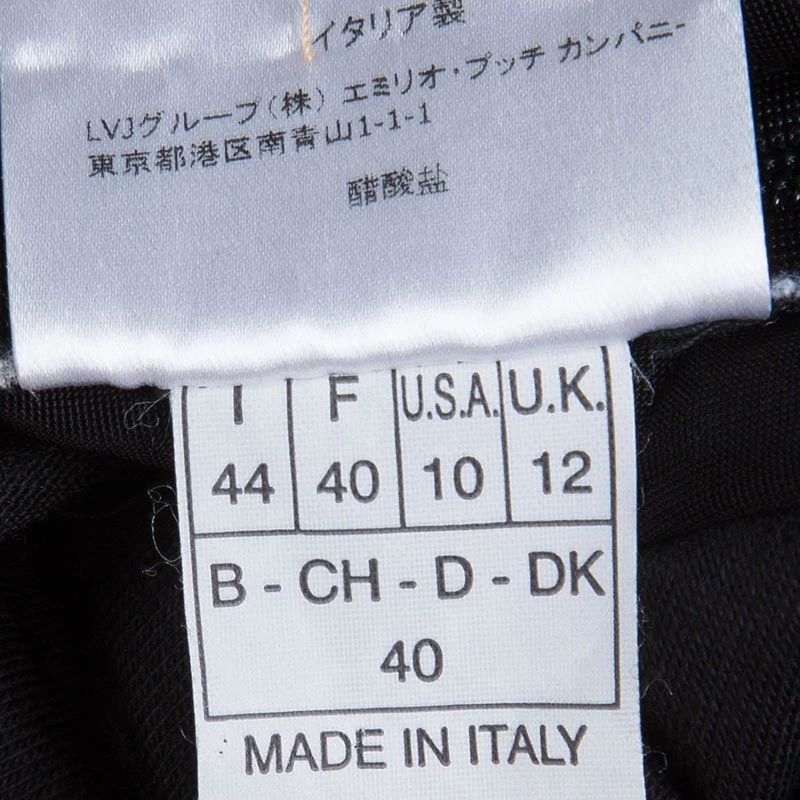 イタリア製
LVJグループ(株) エミリオ・プッチ カンパニー
東京都港区南青山1-1-1
醋酸盐
I F U.S.A. U.K.
44 40 10 12
B - CH - D - DK
40
MADE IN ITALY